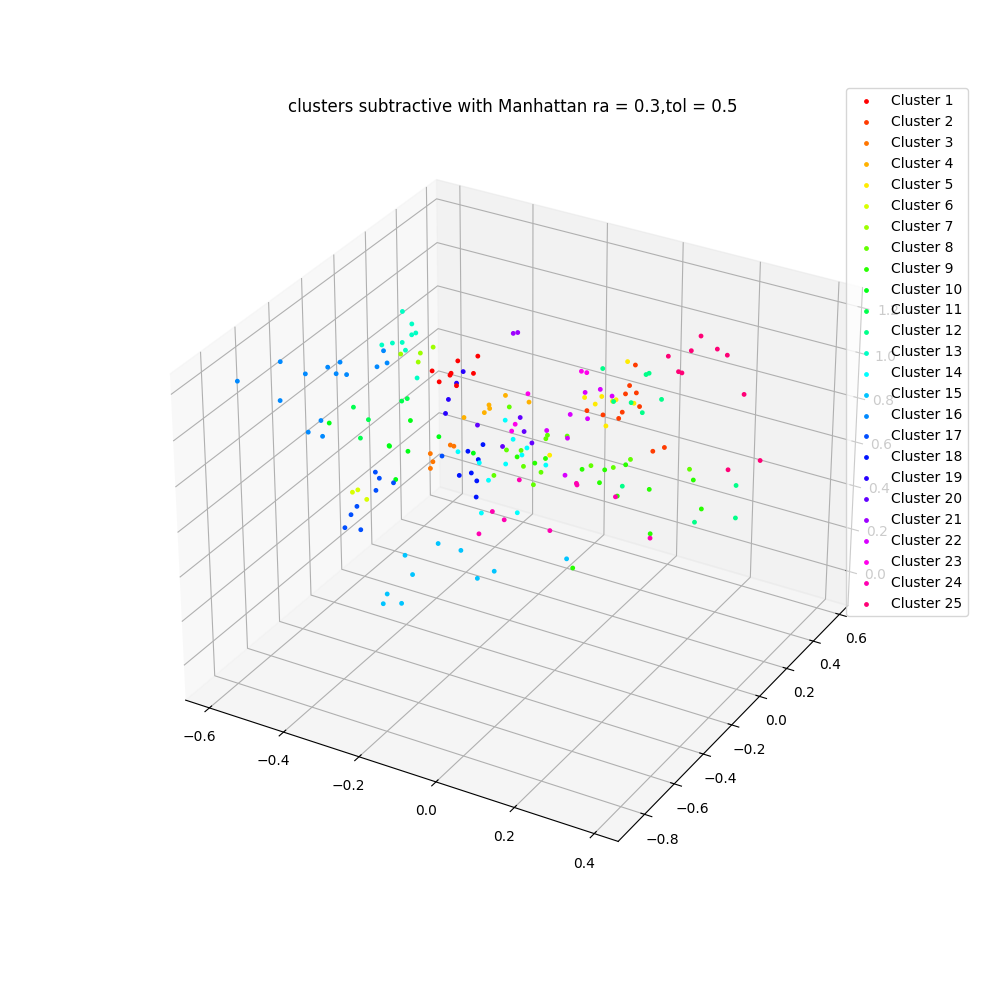 clusters subtractive with Manhattan ra = 0.3,tol = 0.5
Cluster 1
Cluster 2
Cluster 3
Cluster 4
Cluster 5
Cluster 6
Cluster 7
Cluster 8
Cluster 9
Cluster 10
Cluster 11
Cluster 12
Cluster 13
Cluster 14
Cluster 15
Cluster 16
Cluster 17
Cluster 18
Cluster 19
Cluster 20
Cluster 21
Cluster 22
Cluster 23
Cluster 24
Cluster 25
1.0
0.8
0.6
0.4
0.2
0.0
0.6
0.4
0.2
0.0
−0.2
−0.4
−0.6
−0.8
−0.6
−0.4
−0.2
0.0
0.2
0.4